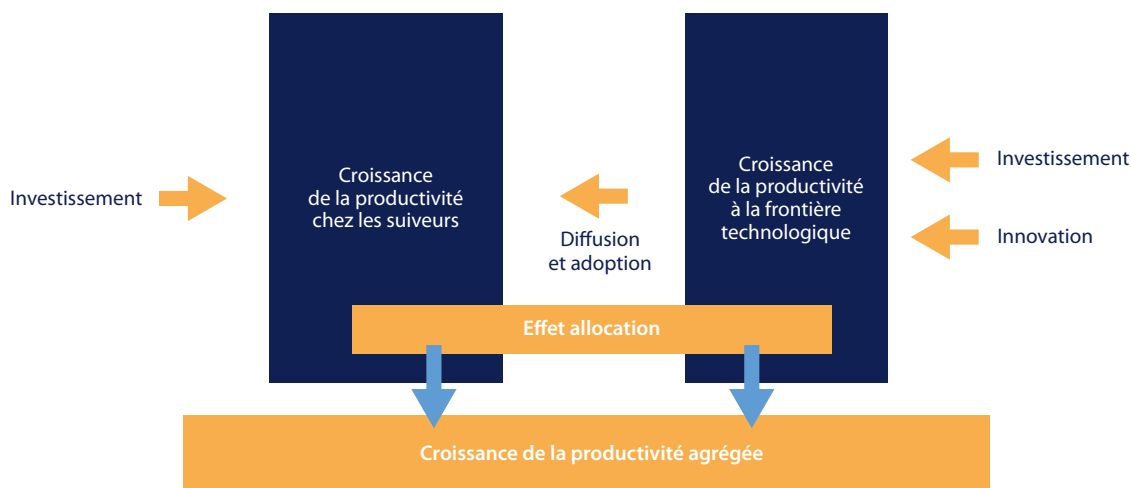 Investissement
Croissance
de la productivité
chez les suiveurs
Diffusion
et adoption
Croissance
de la productivité
à la frontière
technologique
Investissement
Innovation
Effet allocation
Croissance de la productivité agrégée